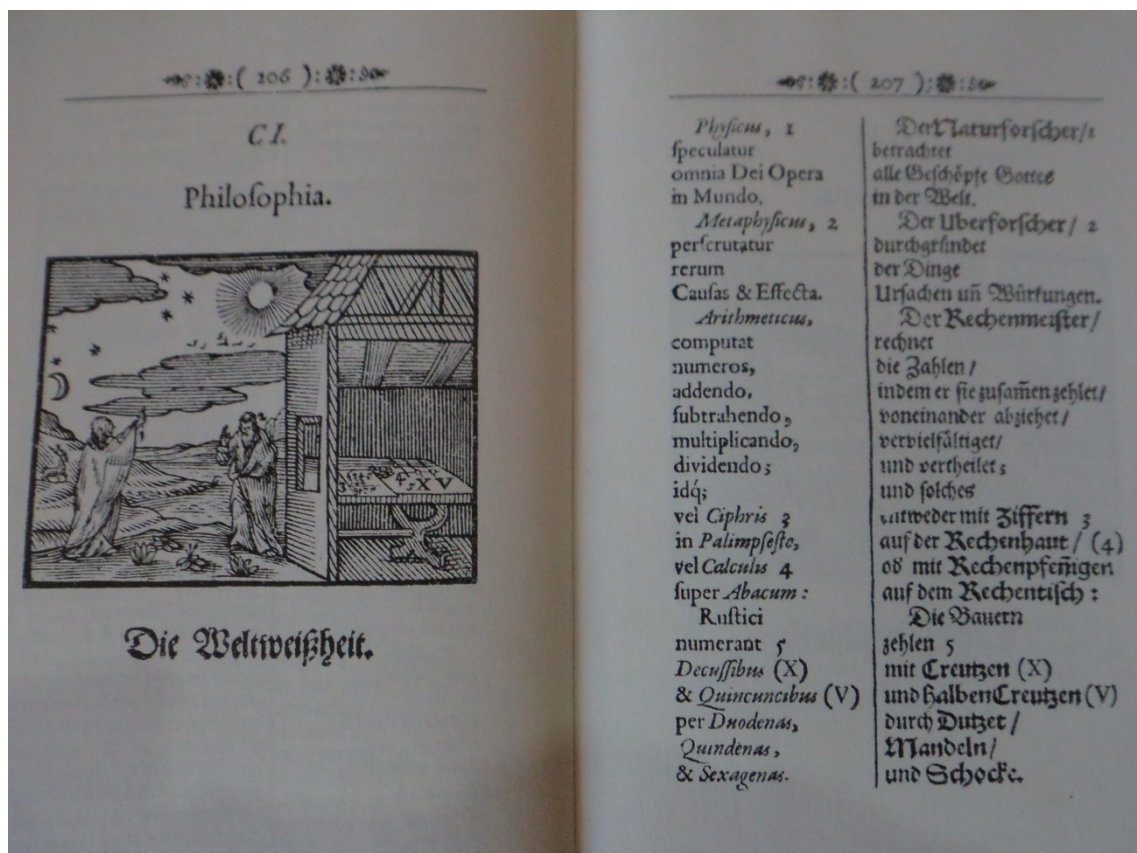 :( 206 ):
CI.
Philoſophia.
X V
Die Weltweißheit.
:( 207 ):
Phyſicus, 1
ſpeculatur
omnia Dei Opera
in Mundo.
Metaphyſicus, 2
perſcrutatur
rerum
Cauſas & Effecta.
Arithmeticus,
computat
numeros,
addendo,
ſubtrahendo,
multiplicando,
dividendo;
idq́;
vel Ciphris 3
in Palimpſeſto,
vel Calculis 4
ſuper Abacum:
Ruſtici
numerant 5
Decuſſibus (X)
& Quincuncibus (V)
per Duodenas,
Quindenas,
& Sexagenas.
Der Naturforſcher/ 1
betrachtet
alle Geſchöpfe Gottes
in der Welt.
Der Uberforſcher/ 2
durchgründet
der Dinge
Urſachen uñ Würkungen.
Der Rechenmeiſter/
rechnet
die Zahlen/
indem er ſie zuſam̃en zehlet/
voneinander abziehet/
vervielfältiget/
und vertheilet;
und ſolches
entweder mit Ziffern 3
auf der Rechenhaut/ (4)
od' mit Rechenpfeñigen
auf dem Rechentiſch:
Die Bauern
zehlen 5
mit Creutzen (X)
und halben Creutzen (V)
durch Dutzet/
Mandeln/
und Schocke.